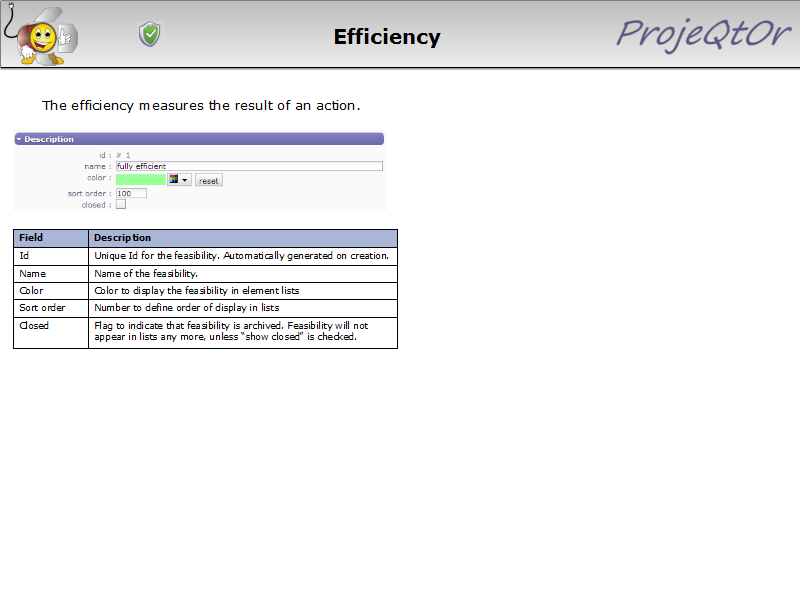 Efficiency
ProjeQtOr
The efficiency measures the result of an action.
Description
id : # 1
name : fully efficient
color : reset
sort order : 100
closed :
Field Description
Id Unique Id for the feasibility. Automatically generated on creation.
Name Name of the feasibility.
Color Color to display the feasibility in element lists
Sort order Number to define order of display in lists
Closed Flag to indicate that feasibility is archived. Feasibility will not
appear in lists any more, unless “show closed” is checked.